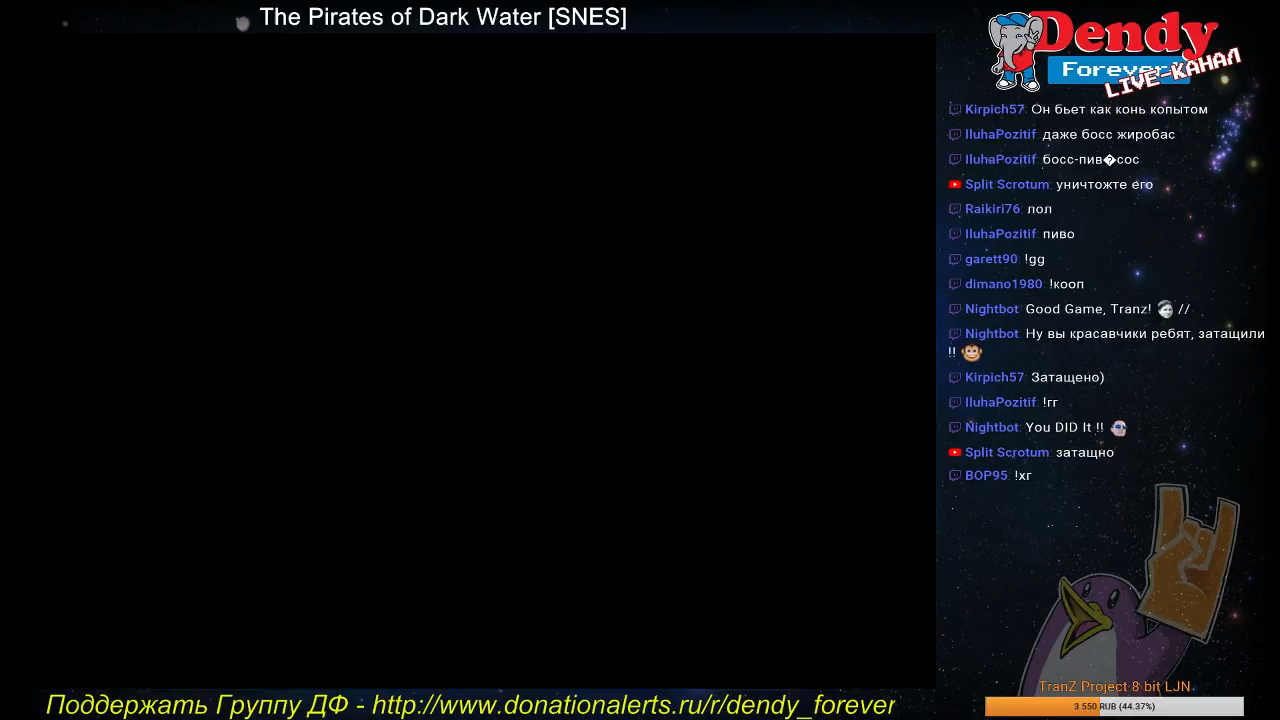 The Pirates of Dark Water [SNES]
Dendy
Forever
LIVE-КАНАЛ
Kirpich57: Он бьет как конь копытом
IluhaPozitif: даже босс жиробас
IluhaPozitif: босс-пив�сос
Split Scrotum: уничтожте его
Raikiri76: лол
IluhaPozitif: пиво
garett90: !gg
dimano1980: !кооп
Nightbot: Good Game, Tranz! //
Nightbot: Ну вы красавчики ребят, затащили
!!
Kirpich57: Затащено)
IluhaPozitif: !гг
Nightbot: You DID It !!
Split Scrotum: затащно
BOP95: !хг
TranZ Project 8 bit LJN
3 550 RUB (44.37%)
Поддержать Группу ДФ - http://www.donationalerts.ru/r/dendy_forever